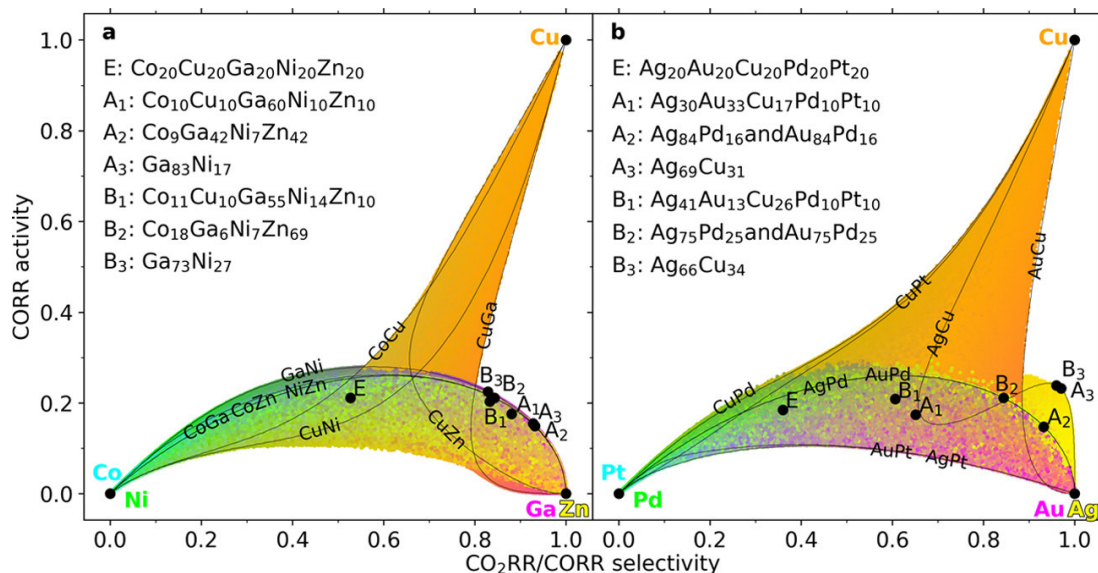 a
Cu
E: Co₂₀Cu₂₀Ga₂₀Ni₂₀Zn₂₀
A₁: Co₁₀Cu₁₀Ga₆₀Ni₁₀Zn₁₀
A₂: Co₉Ga₄₂Ni₇Zn₄₂
A₃: Ga₈₃Ni₁₇
B₁: Co₁₁Cu₁₀Ga₅₅Ni₁₄Zn₁₀
B₂: Co₁₈Ga₆Ni₇Zn₆₉
B₃: Ga₇₃Ni₂₇
CoCu
CuGa
GaNi
NiZn
CoZn
CoGa
CuNi
CuZn
E
B₃
B₂
B₁
A₁
A₃
A₂
Co
Ni
Ga
Zn
CORR activity
1.0
0.8
0.6
0.4
0.2
0.0
0.0
0.2
0.4
0.6
0.8
1.0
b
Cu
E: Ag₂₀Au₂₀Cu₂₀Pd₂₀Pt₂₀
A₁: Ag₃₀Au₃₃Cu₁₇Pd₁₀Pt₁₀
A₂: Ag₈₄Pd₁₆andAu₈₄Pd₁₆
A₃: Ag₆₉Cu₃₁
B₁: Ag₄₁Au₁₃Cu₂₆Pd₁₀Pt₁₀
B₂: Ag₇₅Pd₂₅andAu₇₅Pd₂₅
B₃: Ag₆₆Cu₃₄
CuPt
AuCu
AgCu
CuPd
AgPd
AuPd
AuPt
AgPt
E
B₁
A₁
B₂
A₂
B₃
A₃
Pt
Pd
Au
Ag
0.0
0.2
0.4
0.6
0.8
1.0
CO₂RR/CORR selectivity